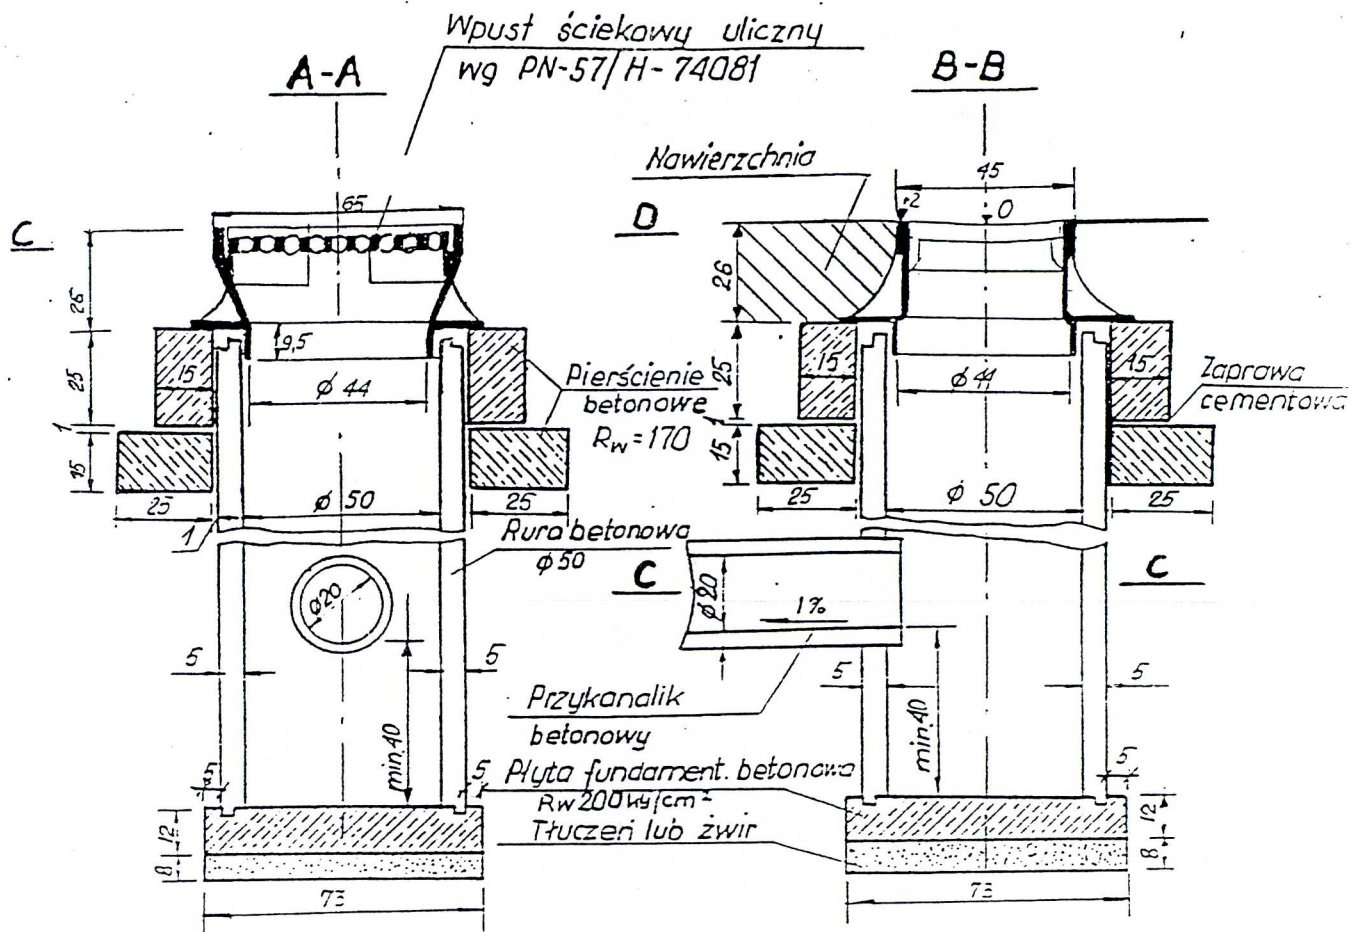 Wpust ściekowy uliczny
wg PN-57/H-74081
A-A
B-B
Nawierzchnia
45
65
C
D
2
0
26
26
9,5
25
15
ϕ 44
Pierścienie
betonowe
Rw=170
25
15
ϕ 44
15
Zaprawa
cementowa
1
15
1
15
25
ϕ 50
25
25
ϕ 50
25
1
Rura betonowa
ϕ 50
C
C
ϕ20
ϕ20
1%
5
5
5
5
min.40
Przykanalik
betonowy
min.40
5
5
Płyta fundament. betonowa
Rw 200 kg/cm²
Tłuczeń lub żwir
5
12
8
12
8
73
73